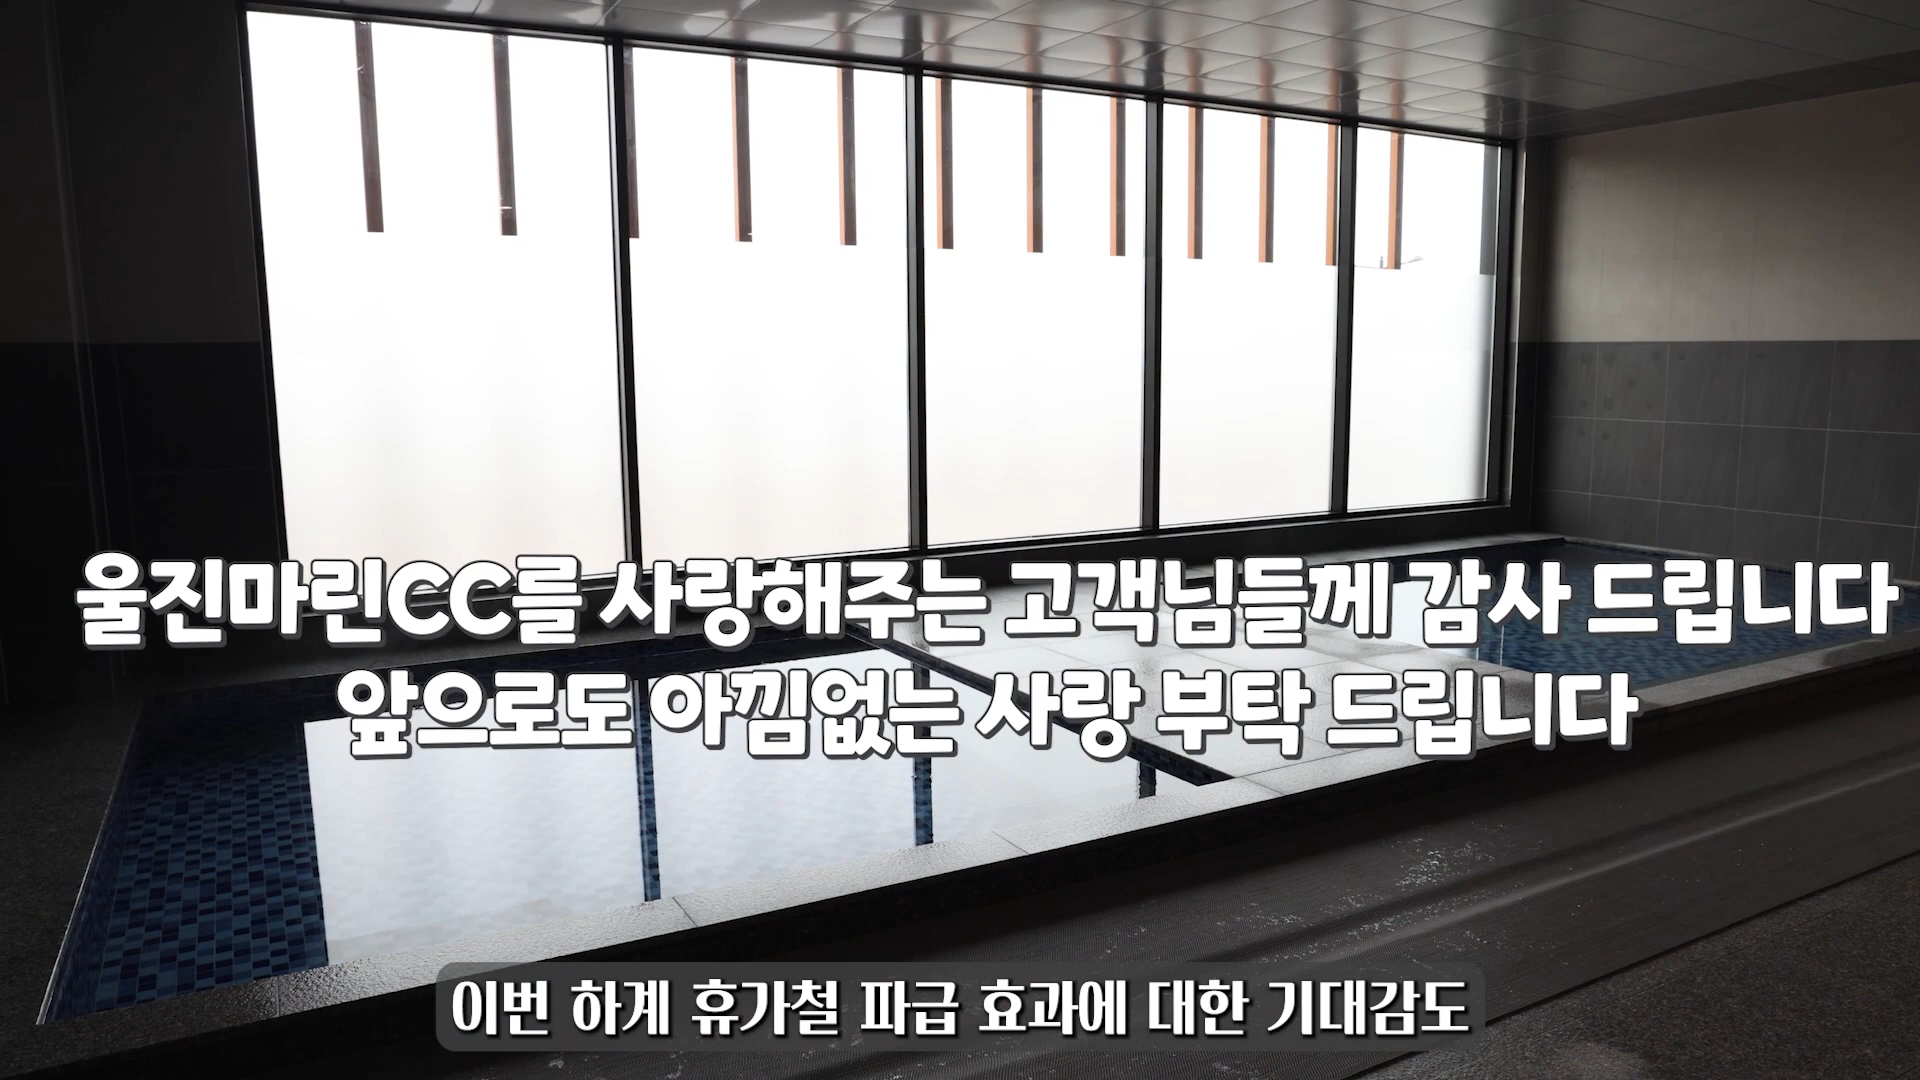 울진마린CC를 사랑해주는 고객님들께 감사 드립니다
앞으로도 아낌없는 사랑 부탁 드립니다
이번 하계 휴가철 파급 효과에 대한 기대감도